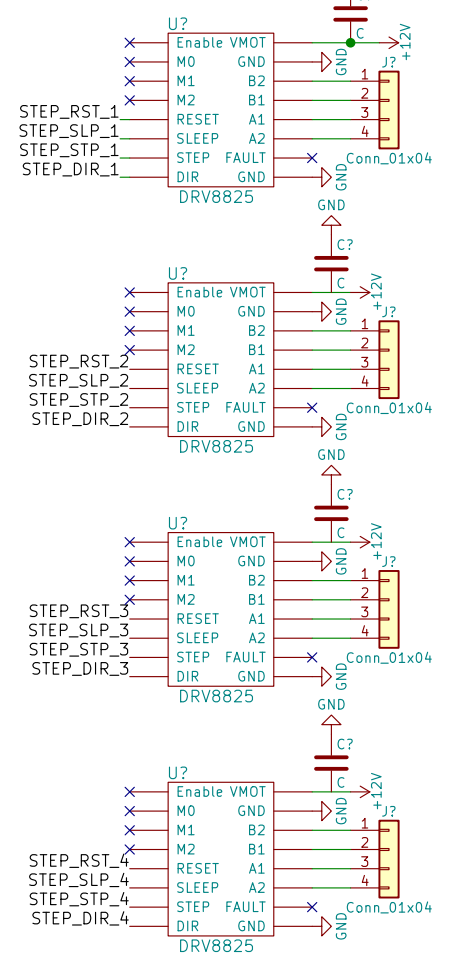 U?
C
+12V
Enable VMOT
M0 GND
GND
J?
M1 B2 1
M2 B1 2
STEP_RST_1 RESET A1 3
STEP_SLP_1 SLEEP A2 4
STEP_STP_1 STEP FAULT Conn_01x04
STEP_DIR_1 DIR GND
GND
DRV8825
GND
C?
U?
C
+12V
Enable VMOT
M0 GND
GND
J?
M1 B2 1
M2 B1 2
STEP_RST_2 RESET A1 3
STEP_SLP_2 SLEEP A2 4
STEP_STP_2 STEP FAULT Conn_01x04
STEP_DIR_2 DIR GND
GND
DRV8825
GND
C?
U?
C
+12V
Enable VMOT
M0 GND
GND
J?
M1 B2 1
M2 B1 2
STEP_RST_3 RESET A1 3
STEP_SLP_3 SLEEP A2 4
STEP_STP_3 STEP FAULT Conn_01x04
STEP_DIR_3 DIR GND
GND
DRV8825
GND
C?
U?
C
+12V
Enable VMOT
M0 GND
GND
J?
M1 B2 1
M2 B1 2
STEP_RST_4 RESET A1 3
STEP_SLP_4 SLEEP A2 4
STEP_STP_4 STEP FAULT Conn_01x04
STEP_DIR_4 DIR GND
GND
DRV8825